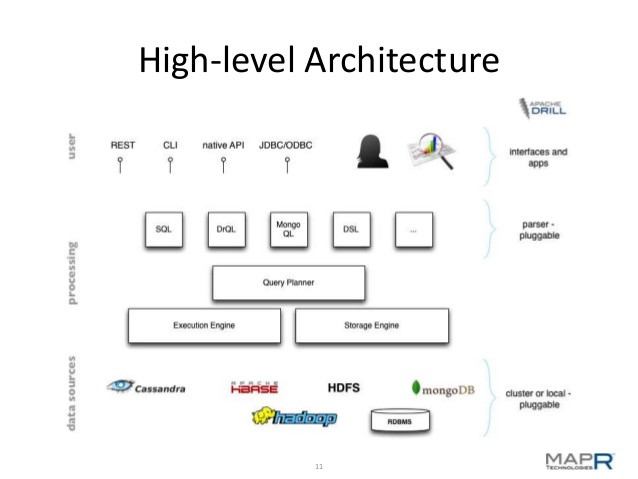 High-level Architecture
APACHE
DRILL
user
REST
CLI
native API
JDBC/ODBC
interfaces and
apps
processing
SQL
DrQL
Mongo
QL
DSL
...
parser -
pluggable
Query Planner
Execution Engine
Storage Engine
data sources
Cassandra
APACHE
HBASE
HDFS
mongoDB
hadoop
RDBMS
cluster or local -
pluggable
11
MAPR
TECHNOLOGIES